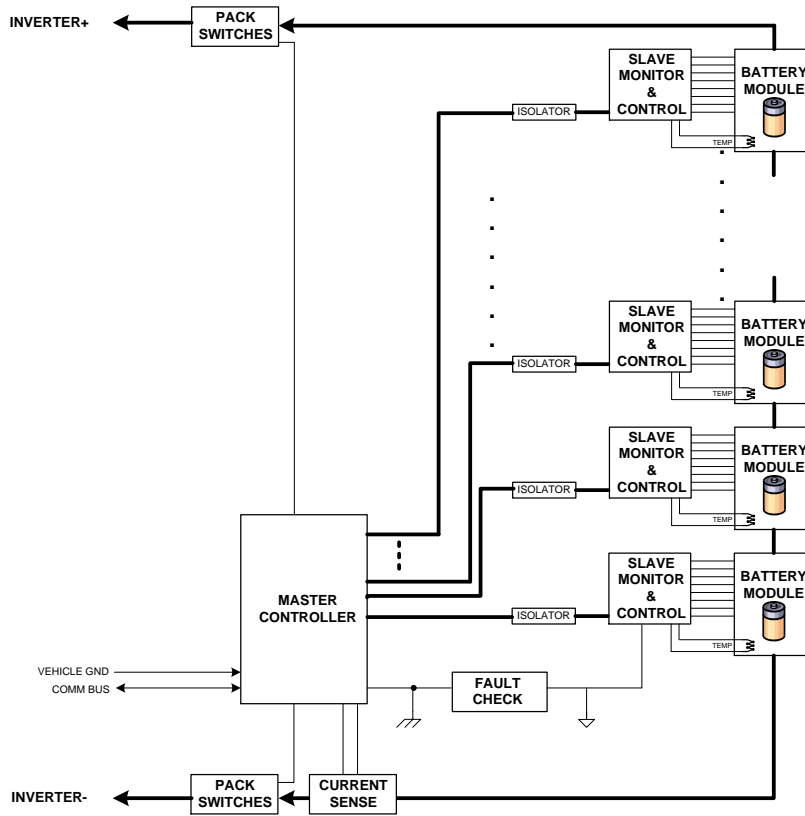 INVERTER+
PACK
SWITCHES
SLAVE
MONITOR
&
CONTROL
BATTERY
MODULE
ISOLATOR
TEMP
SLAVE
MONITOR
&
CONTROL
BATTERY
MODULE
ISOLATOR
TEMP
SLAVE
MONITOR
&
CONTROL
BATTERY
MODULE
ISOLATOR
TEMP
SLAVE
MONITOR
&
CONTROL
BATTERY
MODULE
ISOLATOR
TEMP
MASTER
CONTROLLER
VEHICLE GND
COMM BUS
FAULT
CHECK
INVERTER-
PACK
SWITCHES
CURRENT
SENSE